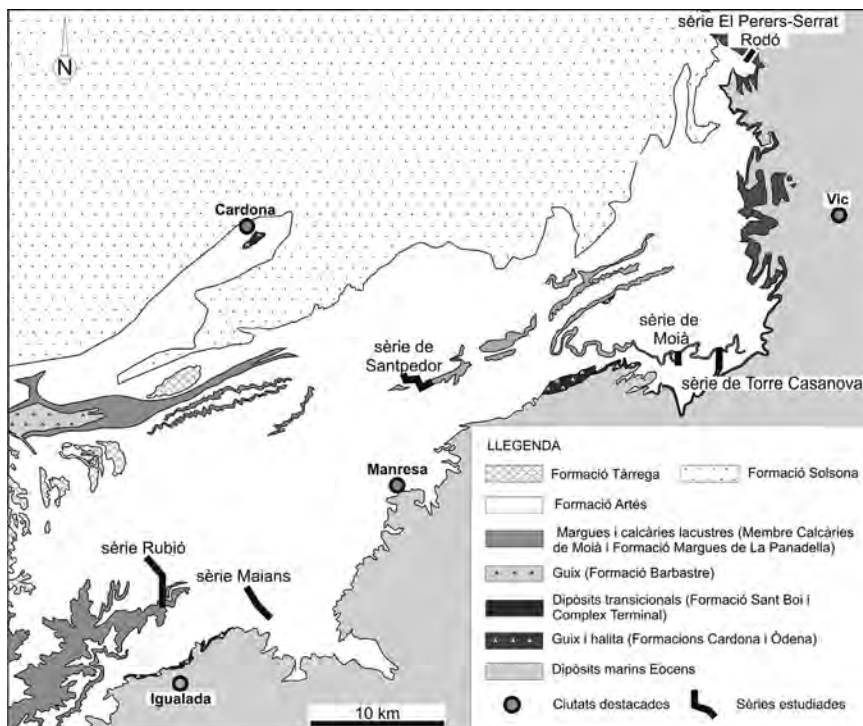 sèrie El Perers-Serrat
Rodó
N
Cardona
Vic
sèrie de
Moià
sèrie de
Santpedor
sèrie de Torre Casanova
Manresa
sèrie Rubió
sèrie Maians
Igualada
10 km
LLEGENDA
Formació Tàrrega
Formació Solsona
Formació Artés
Margues i calcàries lacustres (Membre Calcàries
de Moià i Formació Margues de La Panadella)
Guix (Formació Barbastre)
Dipòsits transicionals (Formació Sant Boi i
Complex Terminal)
Guix i halita (Formacions Cardona i Òdena)
Dipòsits marins Eocens
Ciutats destacades
Sèries estudiades